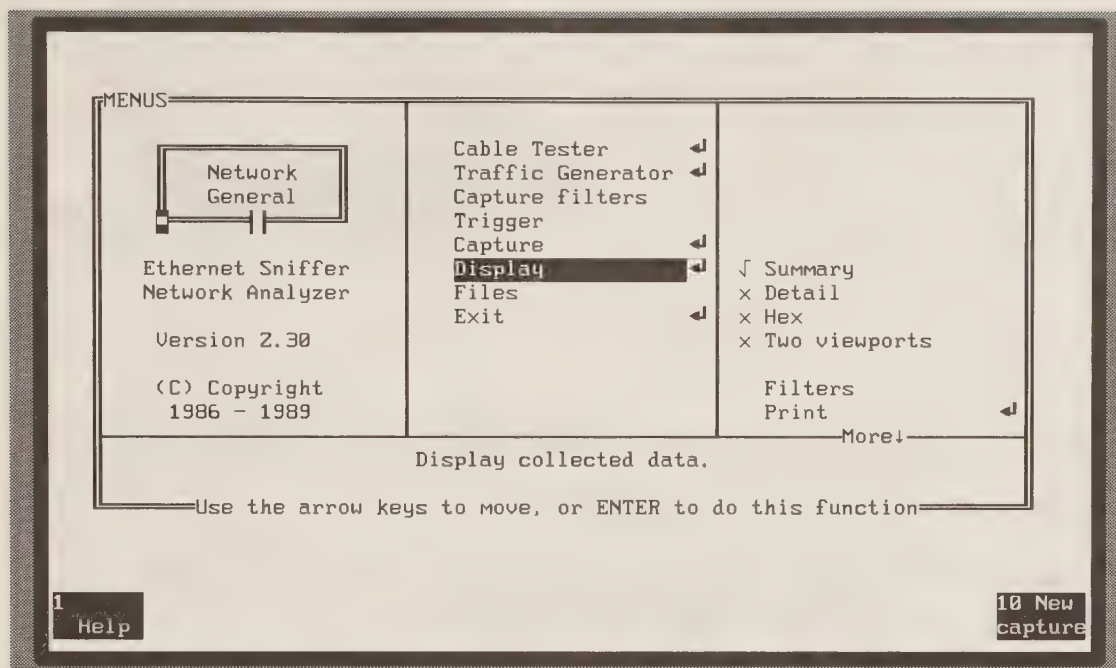 MENUS
Network
General
Ethernet Sniffer
Network Analyzer
Version 2.30
(C) Copyright
1986 - 1989
Cable Tester ↲
Traffic Generator ↲
Capture filters
Trigger
Capture ↲
Display ↲
Files
Exit ↲
√ Summary
× Detail
× Hex
× Two viewports
Filters
Print ↲
More↓
Display collected data.
Use the arrow keys to move, or ENTER to do this function
1
Help
10 New
capture